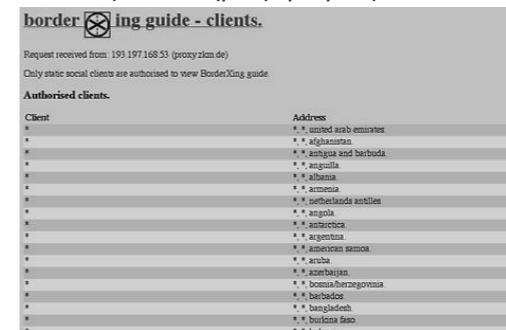 border ing guide - clients.
Request received from: 193.197.168.53 (proxy.zkm.de)
Only static social clients are authorised to view BorderXing guide.
Authorised clients.
Client Address
* *.*, united arab emirates.
* *.*, afghanistan.
* *.*, antigua and barbuda.
* *.*, anguilla.
* *.*, albania.
* *.*, armenia.
* *.*, netherlands antilles.
* *.*, angola.
* *.*, antarctica.
* *.*, argentina.
* *.*, american samoa.
* *.*, aruba.
* *.*, azerbaijan.
* *.*, bosnia/herzegovinia.
* *.*, barbados.
* *.*, bangladesh.
* *.*, burkina faso.